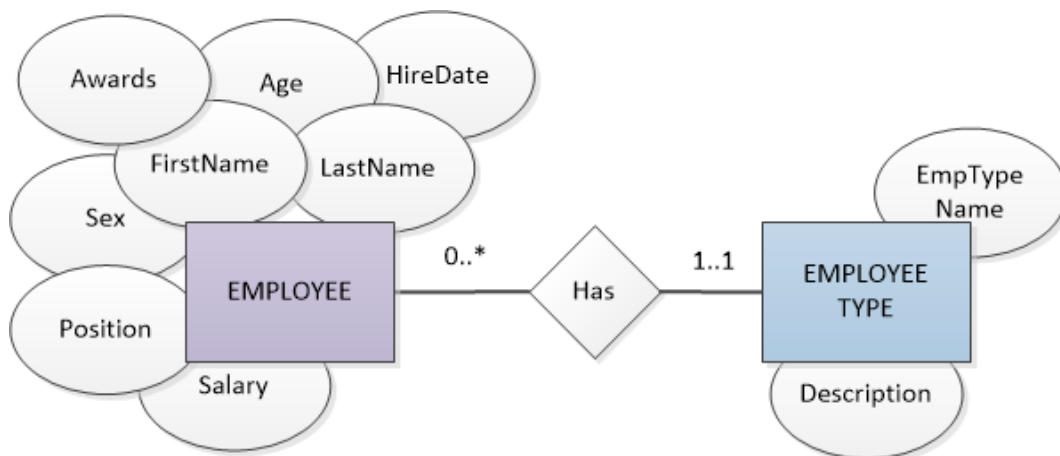 Awards
Age
HireDate
FirstName
LastName
Sex
EMPLOYEE
Position
Salary
0..*
Has
1..1
EmpType
Name
EMPLOYEE
TYPE
Description